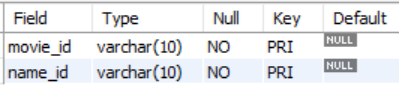 Field Type Null Key Default
movie_id varchar(10) NO PRI NULL
name_id varchar(10) NO PRI NULL